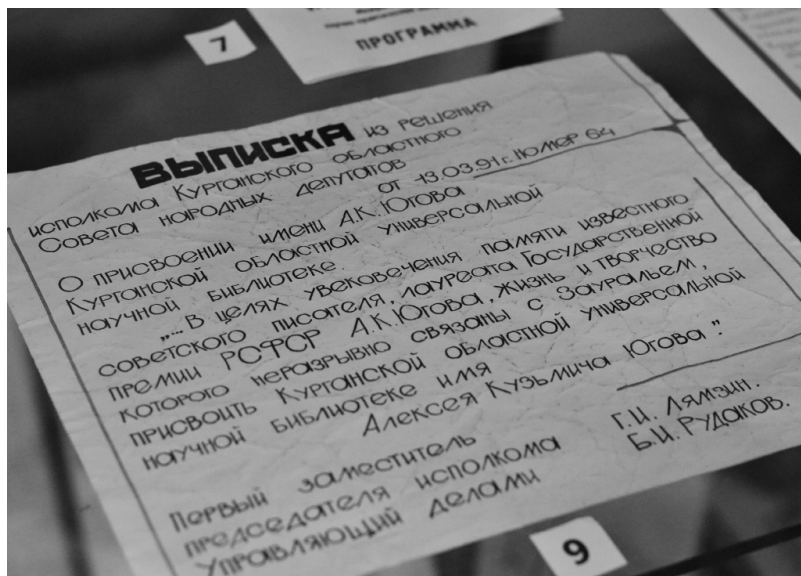 7
ПРОГРАММА
ВЫПИСКА ИЗ РЕШЕНИЯ
ИСПОЛКОМА КУРГАНСКОГО ОБЛАСТНОГО
СОВЕТА НАРОДНЫХ ДЕПУТАТОВ
ОТ 13.03.91 г. НОМЕР 64
О ПРИСВОЕНИИ ИМЕНИ А.К. ЮГОВА
КУРГАНСКОЙ ОБЛАСТНОЙ УНИВЕРСАЛЬНОЙ
НАУЧНОЙ БИБЛИОТЕКЕ.
„... В ЦЕЛЯХ УВЕКОВЕЧЕНИЯ ПАМЯТИ ИЗВЕСТНОГО
СОВЕТСКОГО ПИСАТЕЛЯ, ЛАУРЕАТА ГОСУДАРСТВЕННОЙ
ПРЕМИИ РСФСР А.К. ЮГОВА, ЖИЗНЬ И ТВОРЧЕСТВО
КОТОРОГО НЕРАЗРЫВНО СВЯЗАНЫ С ЗАУРАЛЬЕМ,
ПРИСВОИТЬ КУРГАНСКОЙ ОБЛАСТНОЙ УНИВЕРСАЛЬНОЙ
НАУЧНОЙ БИБЛИОТЕКЕ ИМЯ
АЛЕКСЕЯ КУЗЬМИЧА ЮГОВА".
ПЕРВЫЙ ЗАМЕСТИТЕЛЬ
ПРЕДСЕДАТЕЛЯ ИСПОЛКОМА Г.И. ЛЯМЗИН.
УПРАВЛЯЮЩИЙ ДЕЛАМИ Б.И. РУДАКОВ.
9